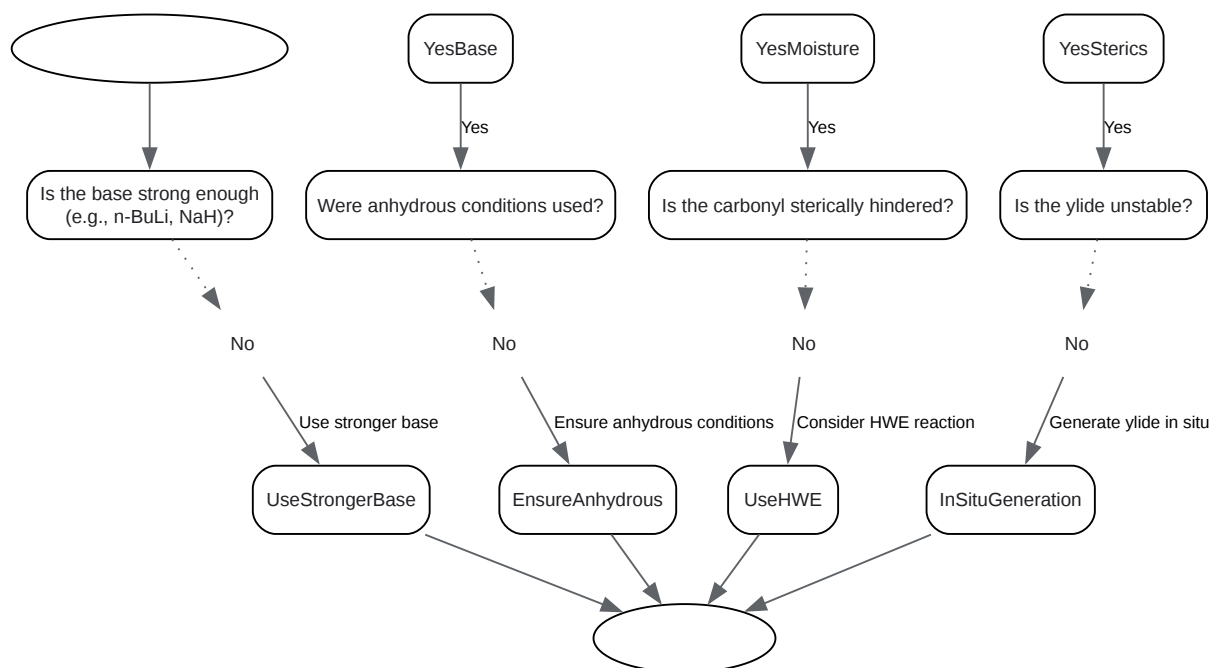 YesBase
YesMoisture
YesSterics
Yes
Yes
Yes
Is the base strong enough
(e.g., n-BuLi, NaH)?
Were anhydrous conditions used?
Is the carbonyl sterically hindered?
Is the ylide unstable?
No
No
No
No
Use stronger base
Ensure anhydrous conditions
Consider HWE reaction
Generate ylide in situ
UseStrongerBase
EnsureAnhydrous
UseHWE
InSituGeneration